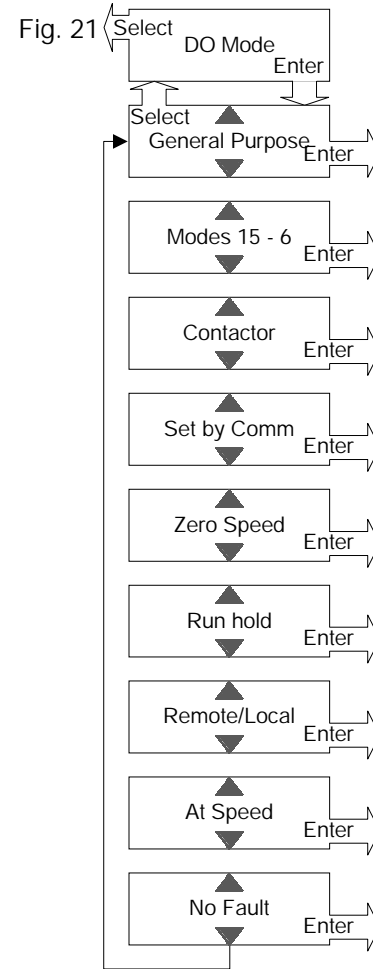 Fig. 21
Select
DO Mode
Enter
Select
General Purpose
Enter
Modes 15 - 6
Enter
Contactor
Enter
Set by Comm
Enter
Zero Speed
Enter
Run hold
Enter
Remote/Local
Enter
At Speed
Enter
No Fault
Enter